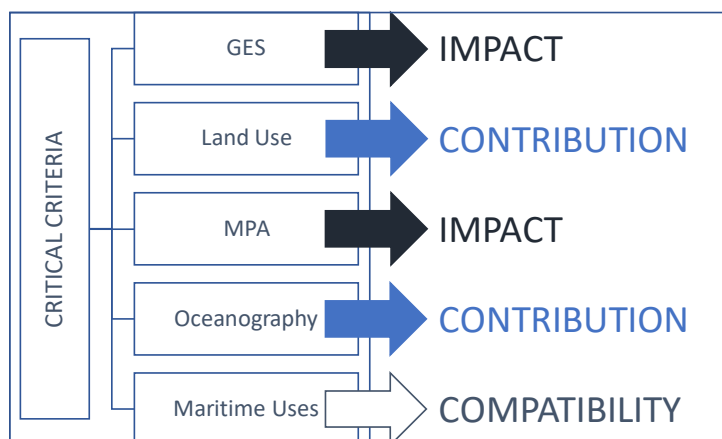 CRITICAL CRITERIA
GES
IMPACT
Land Use
CONTRIBUTION
MPA
IMPACT
Oceanography
CONTRIBUTION
Maritime Uses
COMPATIBILITY